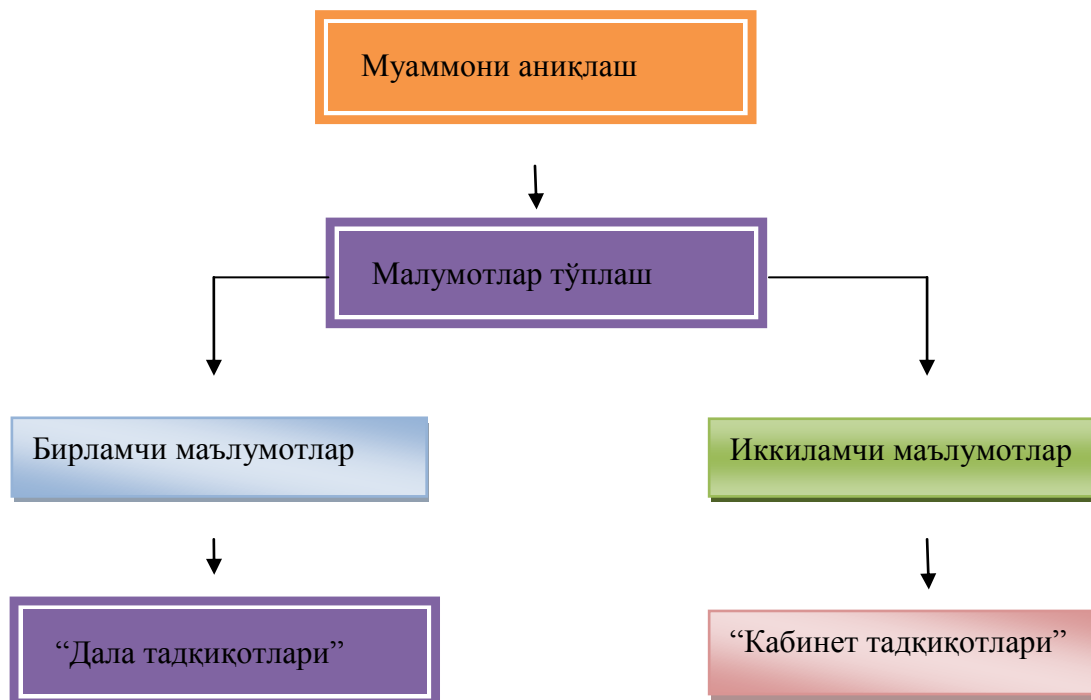 Муаммони аниқлаш
Малумотлар тўплаш
Бирламчи маълумотлар
Иккиламчи маълумотлар
“Дала тадқиқотлари”
“Кабинет тадқиқотлари”